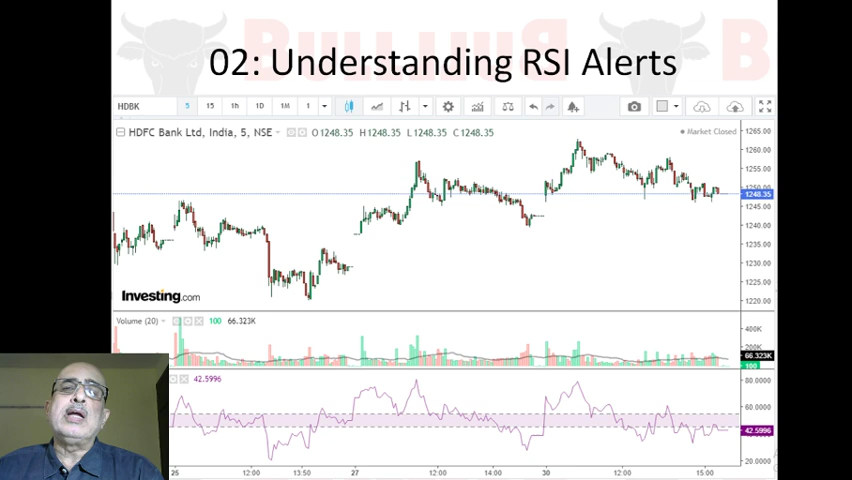 BULLRUB B
02: Understanding RSI Alerts
HDBK 5 15 1h 1D 1M 1
HDFC Bank Ltd, India, 5, NSE O 1248.35 H 1248.35 L 1248.35 C 1248.35
Market Closed
1265.00
1260.00
1255.00
1250.00
1248.35
1245.00
1240.00
1235.00
1230.00
1225.00
1220.00
Investing.com
Volume (20) 100 66.323K
400K
200K
66.323K
100
42.5996
80.0000
60.0000
42.5996
20.0000
25 12:00 13:50 27 12:00 14:00 30 12:00 15:00